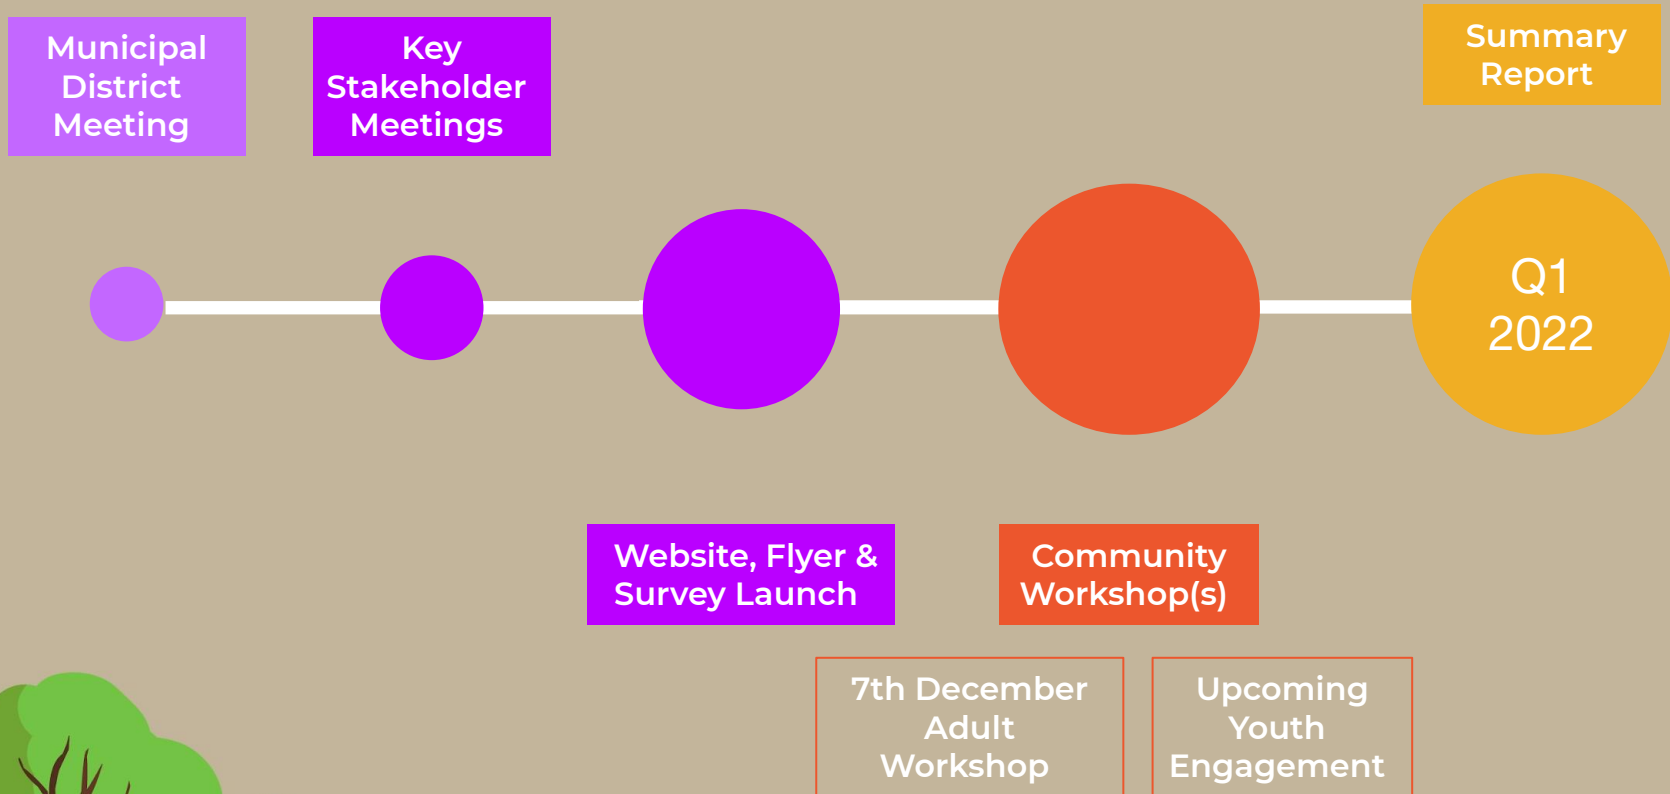 Municipal
District
Meeting
Key
Stakeholder
Meetings
Summary
Report
Q1
2022
Website, Flyer &
Survey Launch
Community
Workshop(s)
7th December
Adult
Workshop
Upcoming
Youth
Engagement